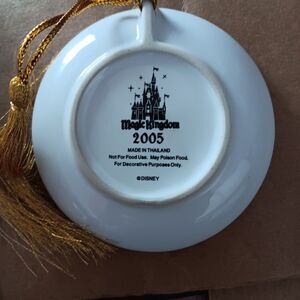 Magic Kingdom
2005
MADE IN THAILAND
Not For Food Use. May Poison Food.
For Decorative Purposes Only.
©DISNEY